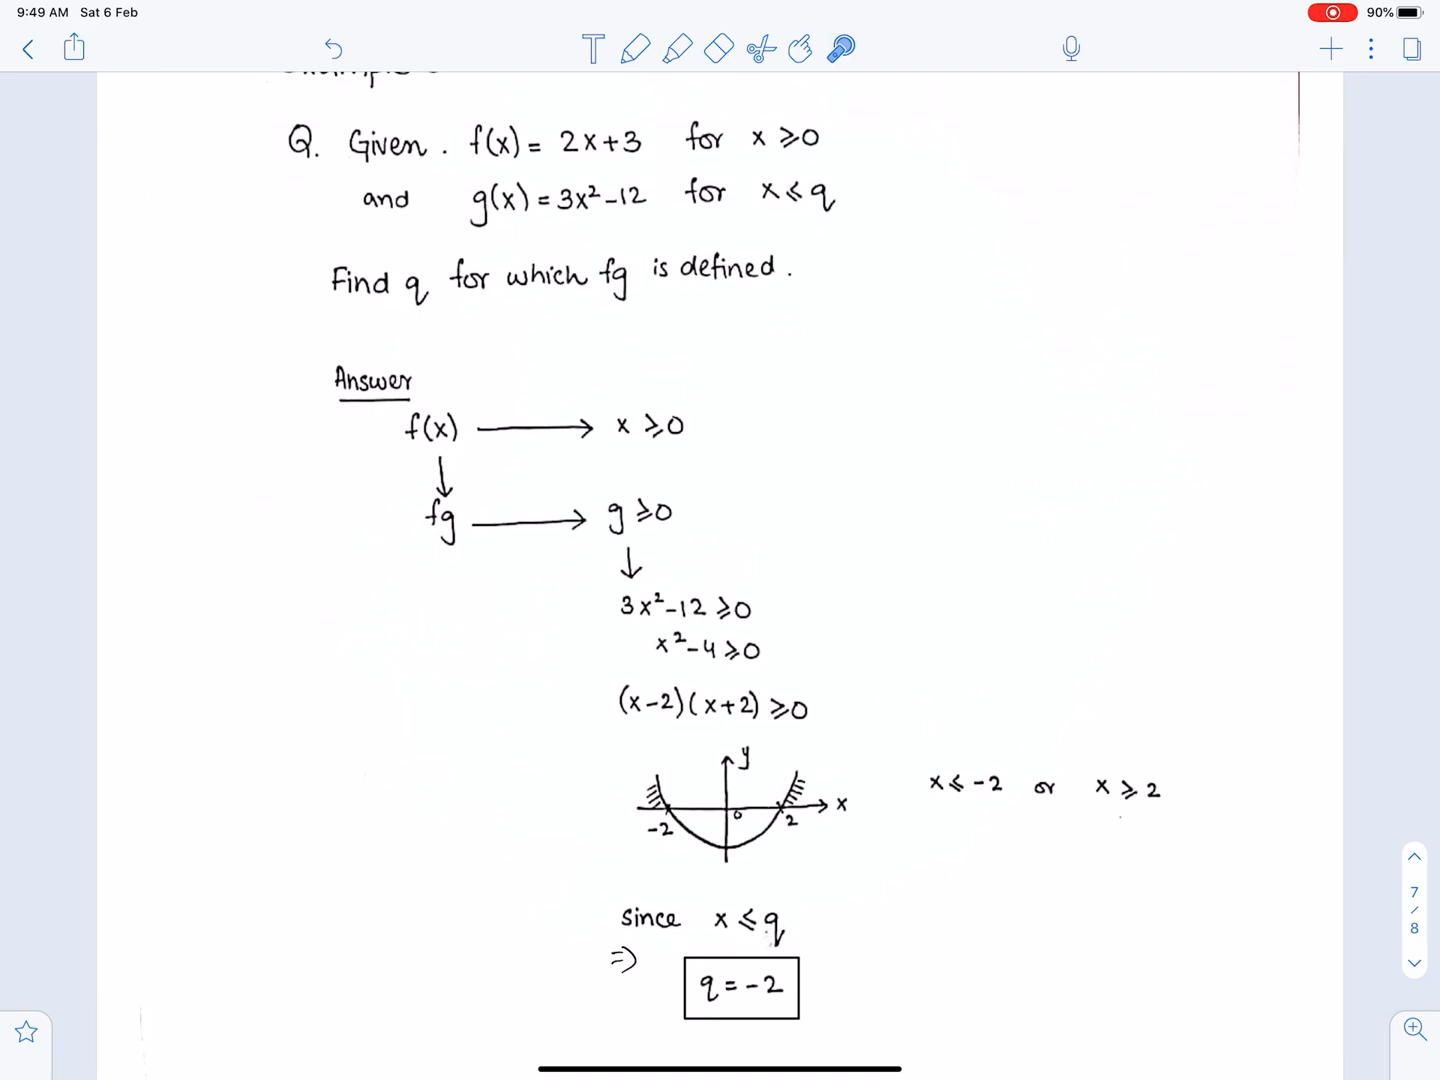 9:49 AM Sat 6 Feb
90%
Q. Given. f(x) = 2x+3 for x ⩾ 0
and g(x) = 3x²-12 for x ⩽ q
Find q for which fg is defined.
Answer
f(x) → x ⩾ 0
↓
fg → g ⩾ 0
↓
3x²-12 ⩾ 0
x²-4 ⩾ 0
(x-2)(x+2) ⩾ 0
y
x
-2
0
2
x ⩽ -2 or x ⩾ 2
since x ⩽ q
⇒
q = -2
7
/
8